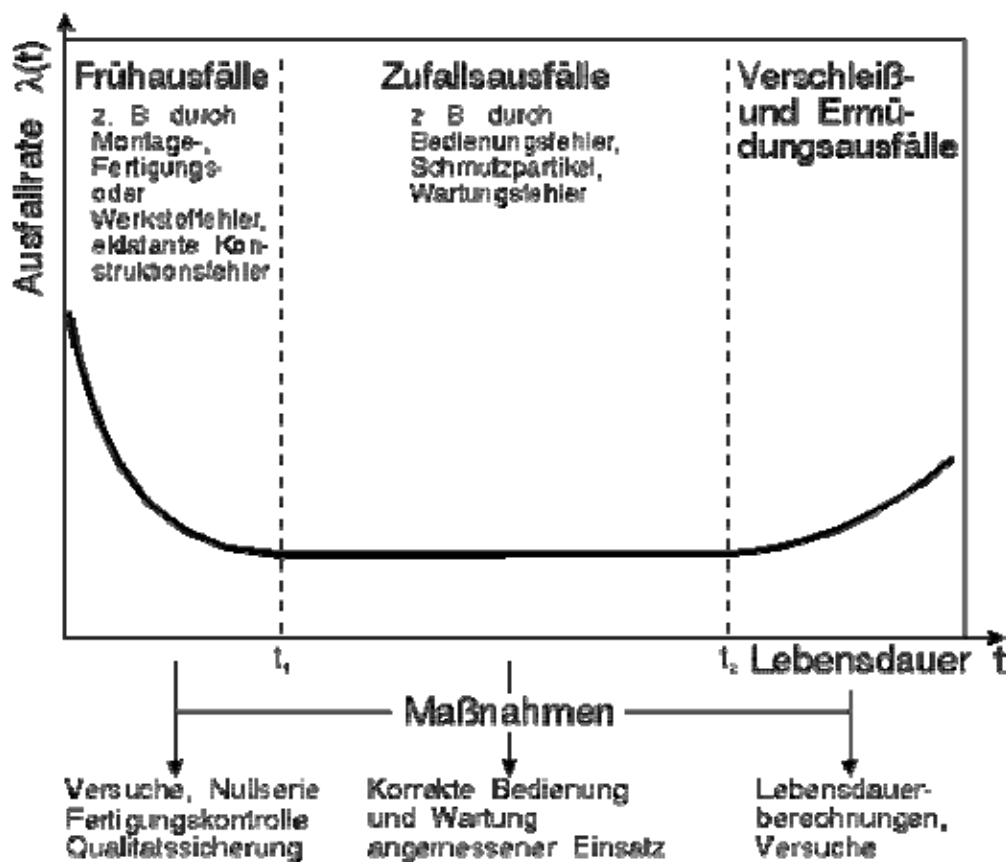 Ausfallrate λ(t)
Frühausfälle
z. B durch
Montage-,
Fertigungs-
oder
Werkstoffehler,
eklatante Kon-
struktionsfehler
Zufallsausfälle
z B durch
Bedienungsfehler,
Schmutzpartikel,
Wartungsfehler
Verschleiß-
und Ermü-
dungsausfälle
t₁
t₂
Lebensdauer t
Maßnahmen
Versuche, Nullserie
Fertigungskontrolle
Qualitatssicherung
Korrekte Bedienung
und Wartung
angemessener Einsatz
Lebensdauer-
berechnungen,
Versuche